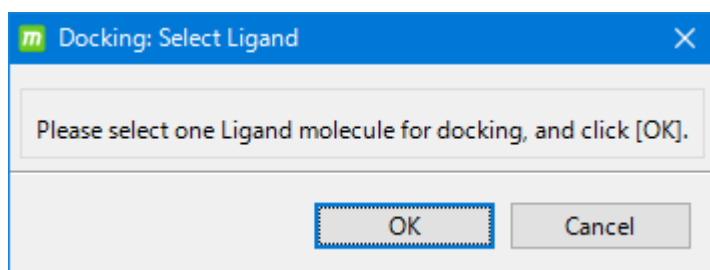 m Docking: Select Ligand
Please select one Ligand molecule for docking, and click [OK].
OK Cancel